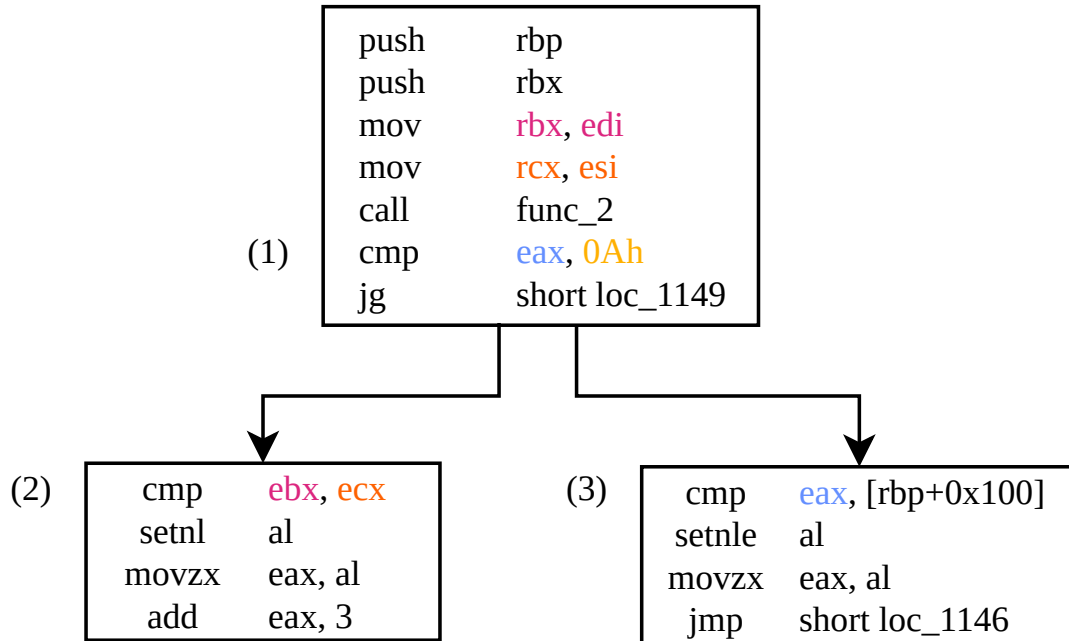 push rbp
push rbx
mov rbx, edi
mov rcx, esi
call func_2
(1) cmp eax, 0Ah
jg short loc_1149
(2) cmp ebx, ecx
setnl al
movzx eax, al
add eax, 3
(3) cmp eax, [rbp+0x100]
setnle al
movzx eax, al
jmp short loc_1146